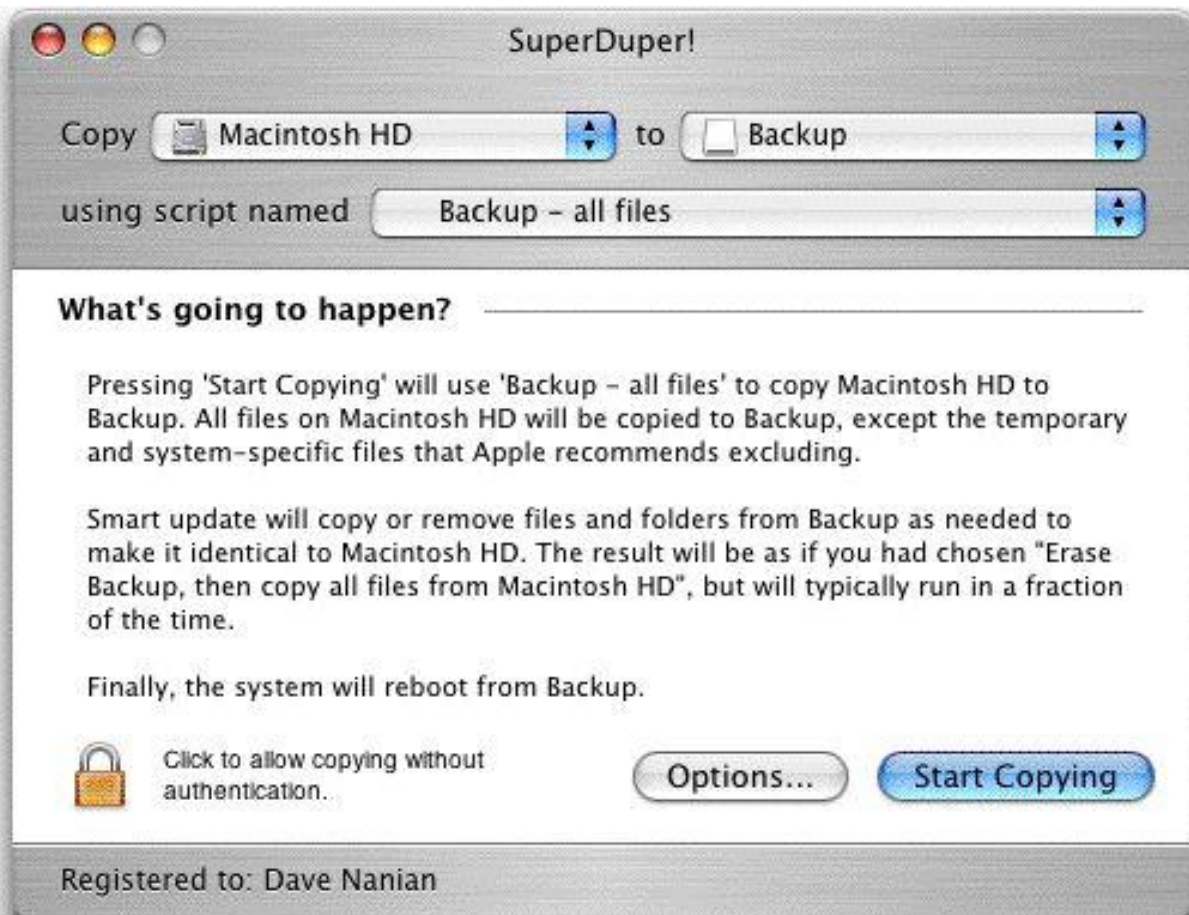 SuperDuper!
Copy Macintosh HD to Backup
using script named Backup – all files
What's going to happen?
Pressing 'Start Copying' will use 'Backup – all files' to copy Macintosh HD to
Backup. All files on Macintosh HD will be copied to Backup, except the temporary
and system-specific files that Apple recommends excluding.
Smart update will copy or remove files and folders from Backup as needed to
make it identical to Macintosh HD. The result will be as if you had chosen "Erase
Backup, then copy all files from Macintosh HD", but will typically run in a fraction
of the time.
Finally, the system will reboot from Backup.
Click to allow copying without
authentication.
Options... Start Copying
Registered to: Dave Nanian